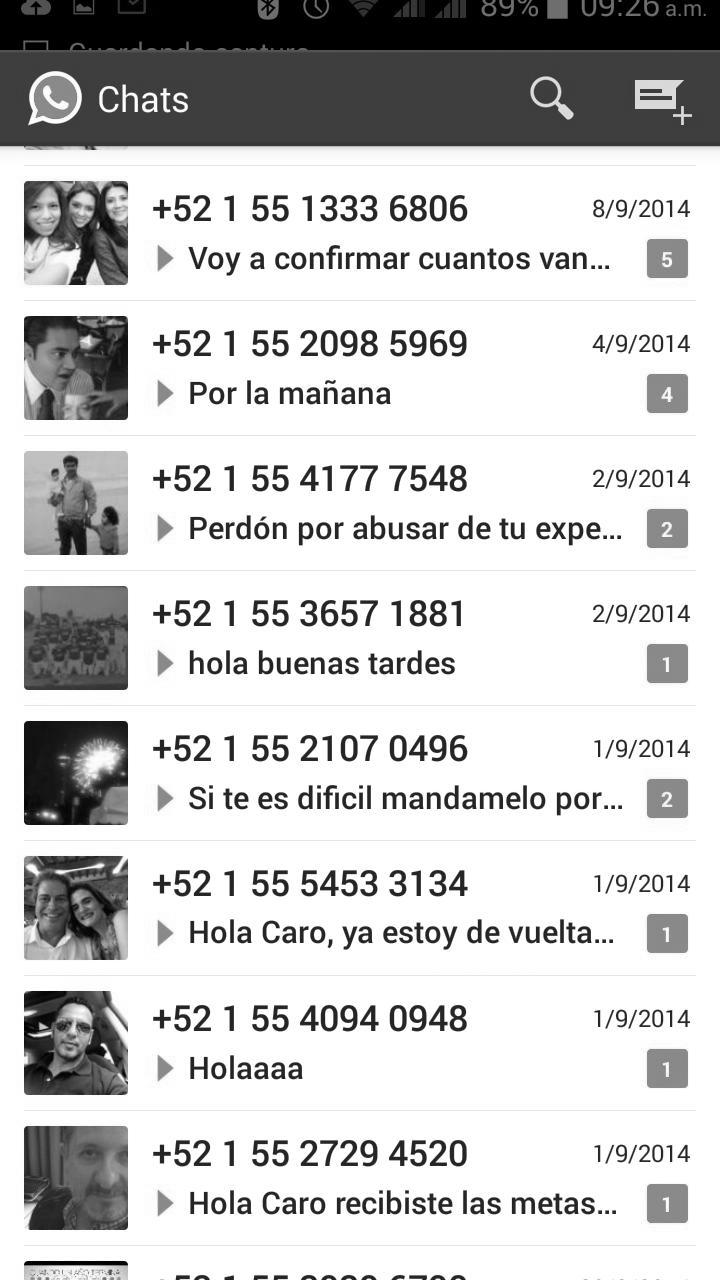 89% 09:26 a.m.
Guardando captura
Chats
+52 1 55 1333 6806 8/9/2014
Voy a confirmar cuantos van... 5
+52 1 55 2098 5969 4/9/2014
Por la mañana 4
+52 1 55 4177 7548 2/9/2014
Perdón por abusar de tu expe... 2
+52 1 55 3657 1881 2/9/2014
hola buenas tardes 1
+52 1 55 2107 0496 1/9/2014
Si te es dificil mandamelo por... 2
+52 1 55 5453 3134 1/9/2014
Hola Caro, ya estoy de vuelta... 1
+52 1 55 4094 0948 1/9/2014
Holaaaa 1
+52 1 55 2729 4520 1/9/2014
Hola Caro recibiste las metas... 1
+52 1 55